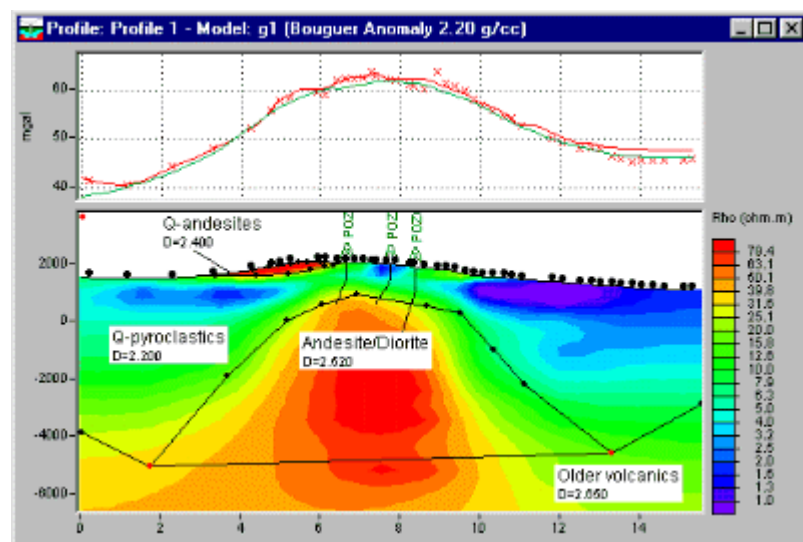 Profile: Profile 1 - Model: g1 (Bouguer Anomaly 2.20 g/cc)
60
50
40
mgal
Q-andesites
D=2.400
POZ
POZ
POZ
Rho (ohm.m)
2000
0
-2000
-4000
-6000
Q-pyroclastics
D=2.200
Andesite/Diorite
D=2.620
Older volcanics
D=2.650
79.4
63.1
50.1
39.8
31.6
25.1
20.0
15.8
12.6
10.0
7.9
6.3
5.0
4.0
3.2
2.5
2.0
1.6
1.3
1.0
0
2
4
6
8
10
12
14